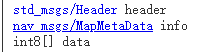 std_msgs/Header header
nav_msgs/MapMetaData info
int8[] data